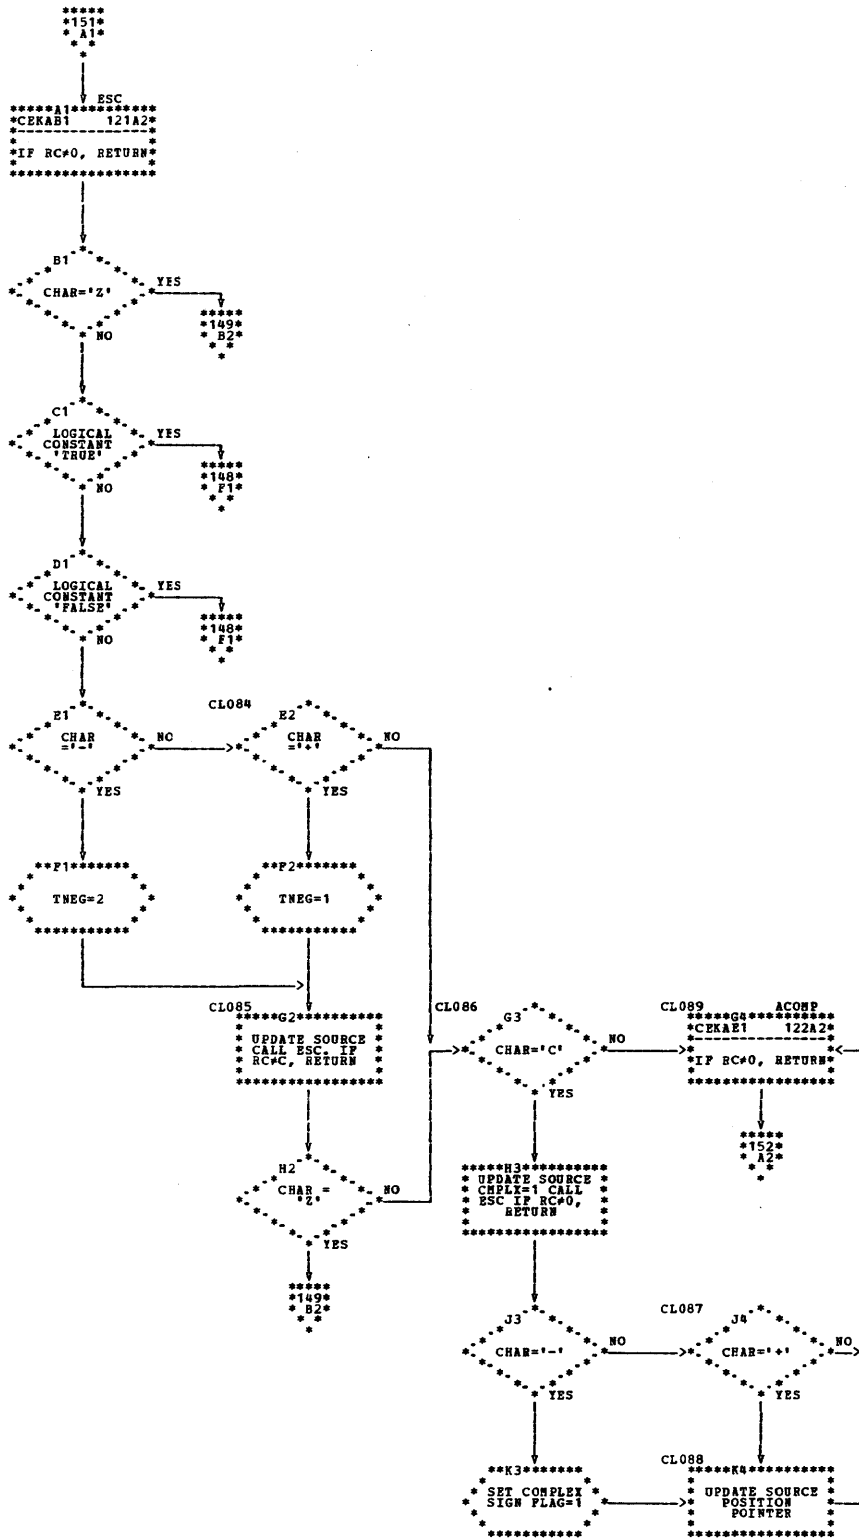 *151*
A1*
ESC
*****A1**********
*CEKAB1 121A2*
*IF RC≠0, RETURN*
B1
CHAR='Z'
YES
*149*
* B2*
NO
C1
LOGICAL
CONSTANT
'TRUE'
YES
*148*
* F1*
NO
D1
LOGICAL
CONSTANT
'FALSE'
YES
*148*
* F1*
NO
E1
CHAR
='-'
NO
YES
CL084
E2
CHAR
='+'
NO
YES
**F1*******
TNEG=2
**F2*******
TNEG=1
CL085
*****G2**********
UPDATE SOURCE
CALL ESC. IF
RC≠C, RETURN
CL086
G3
CHAR='C'
NO
YES
CL089 ACOMP
*****G4**********
*CEKAE1 122A2*
*IF RC≠0, RETURN*
*152*
* A2*
H2
CHAR =
'Z'
NO
YES
*149*
* B2*
*****H3**********
UPDATE SOURCE
CMPLX=1 CALL
ESC IF RC≠0,
RETURN
J3
CHAR='-'
NO
YES
CL087
J4
CHAR='+'
NO
YES
**K3*******
SET COMPLEX
SIGN FLAG=1
CL088
*****K4**********
UPDATE SOURCE
POSITION
POINTER